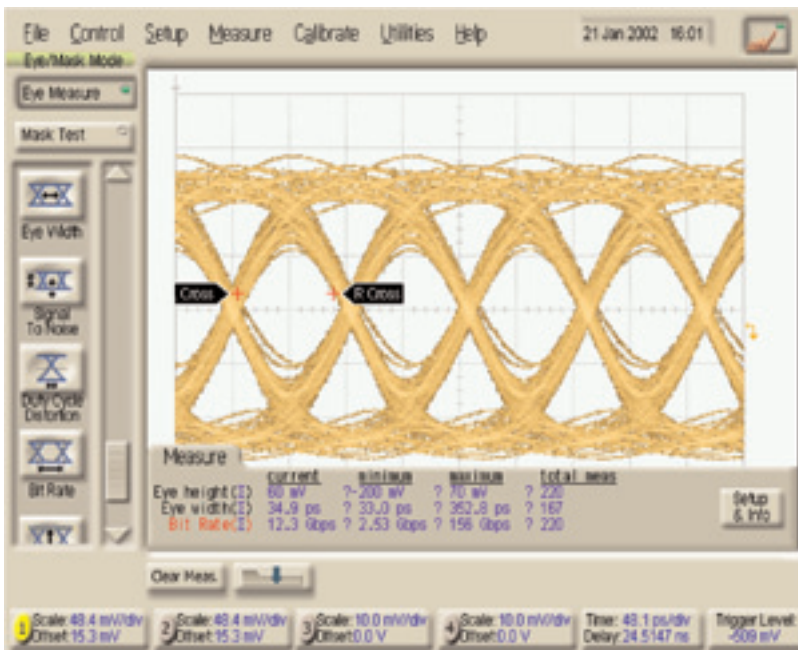 File Control Setup Measure Calibrate Utilities Help 21 Jan 2002 16:01
Eye/Mask Mode
Eye Measure
Mask Test
Eye Width
Signal
To Noise
Duty Cycle
Distortion
Bit Rate
Cross
R Cross
Measure
current minimum maximum total meas
Eye height(I) 60 mV ?-200 mV ? 70 mV ? 220
Eye width(I) 34.9 ps ? 33.0 ps ? 352.8 ps ? 167
Bit Rate(I) 12.3 Gbps ? 2.53 Gbps ? 156 Gbps ? 220
Setup
& Info
Clear Meas.
1 Scale: 48.4 mV/div
Offset: 15.3 mV
2 Scale: 48.4 mV/div
Offset: 15.3 mV
3 Scale: 10.0 mV/div
Offset: 0.0 V
4 Scale: 10.0 mV/div
Offset: 0.0 V
Time: 48.1 ps/div
Delay: 24.5147 ns
Trigger Level:
-509 mV